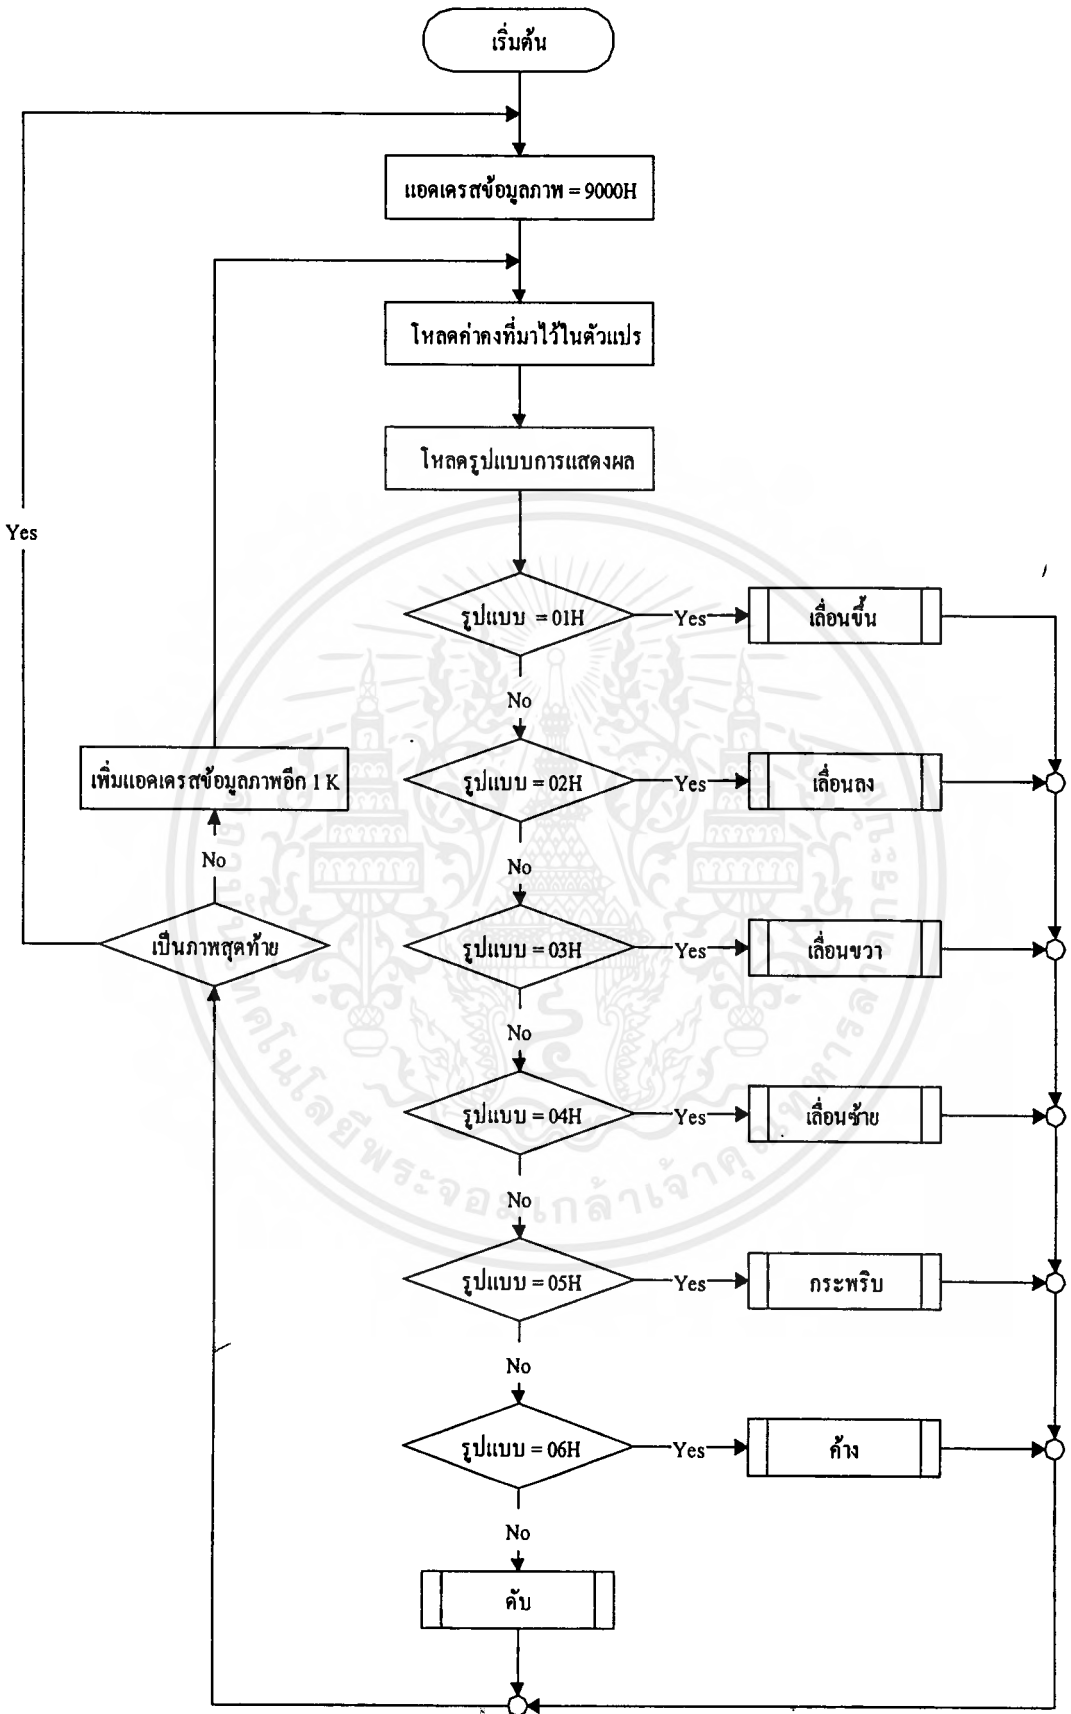 เริ่มต้น
แอดเดรสข้อมูลภาพ = 9000H
โหลดค่าคงที่มาไว้ในตัวแปร
โหลดรูปแบบการแสดงผล
Yes
รูปแบบ = 01H
Yes
เลื่อนขึ้น
No
เพิ่มแอดเดรสข้อมูลภาพอีก 1 K
รูปแบบ = 02H
Yes
เลื่อนลง
No
No
เป็นภาพสุดท้าย
รูปแบบ = 03H
Yes
เลื่อนขวา
No
รูปแบบ = 04H
Yes
เลื่อนซ้าย
No
รูปแบบ = 05H
Yes
กระพริบ
No
รูปแบบ = 06H
Yes
ค้าง
No
ดับ